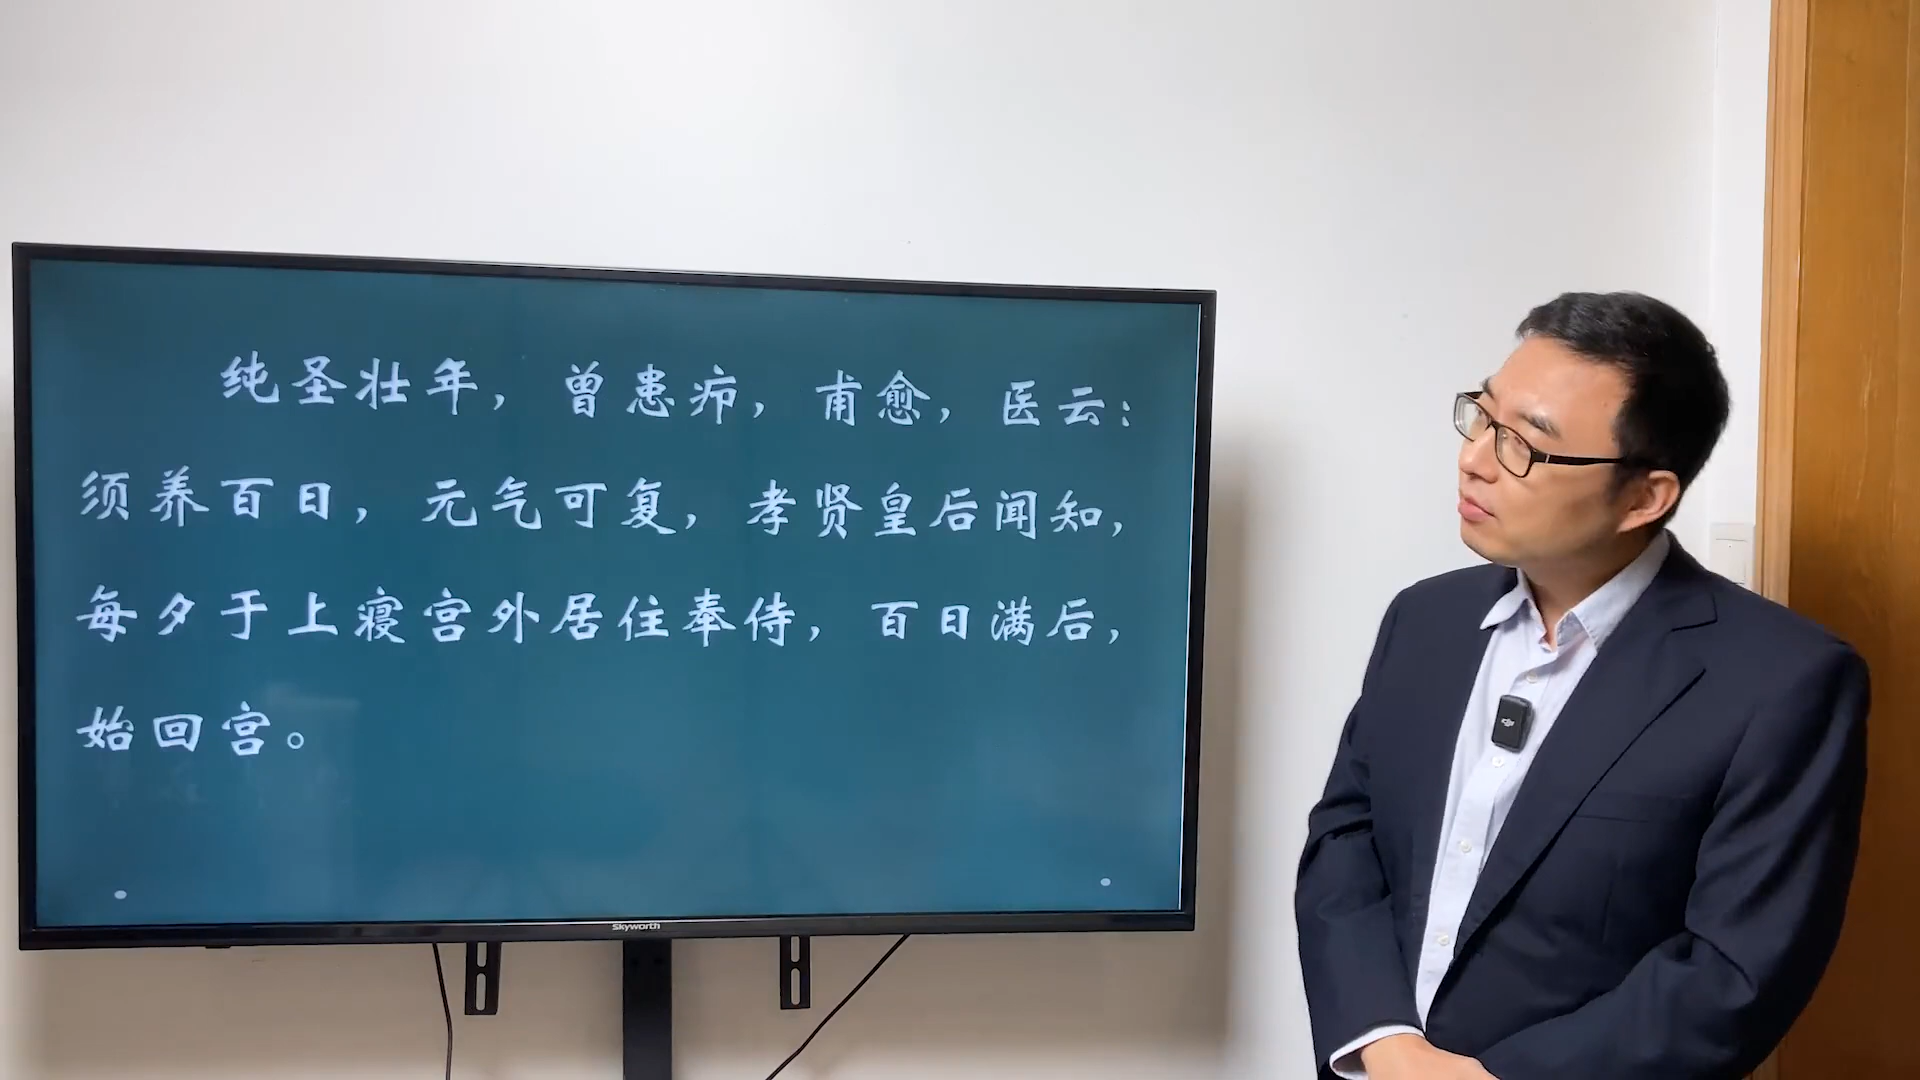 纯圣壮年，曾患疖，甫愈，医云：
须养百日，元气可复，孝贤皇后闻知，
每夕于上寝宫外居住奉侍，百日满后，
始回宫。
Skyworth